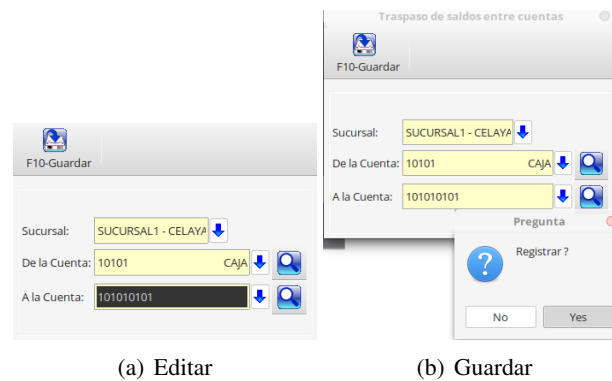 F10-Guardar
Sucursal: SUCURSAL1 - CELAYA
De la Cuenta: 10101 CAJA
A la Cuenta: 101010101
(a) Editar
Traspaso de saldos entre cuentas
F10-Guardar
Sucursal: SUCURSAL1 - CELAYA
De la Cuenta: 10101 CAJA
A la Cuenta: 101010101
Pregunta
?
Registrar ?
No Yes
(b) Guardar